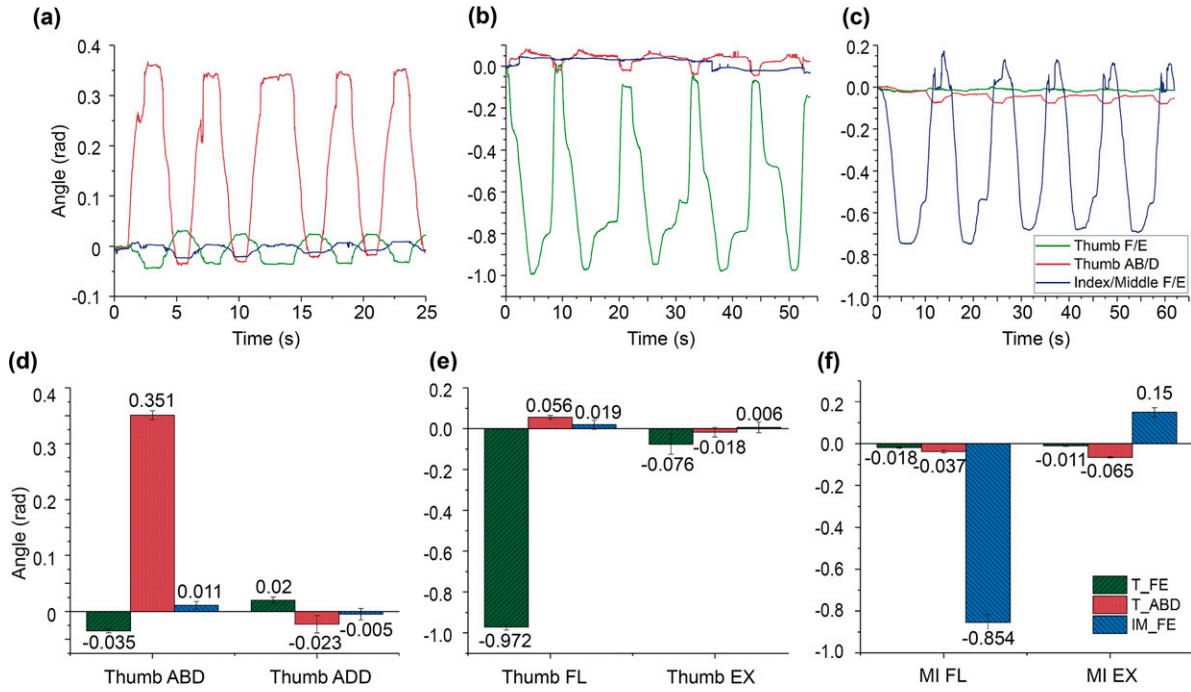 (a)
(b)
(c)
Angle (rad)
0.4
0.3
0.2
0.1
0
-0.1
0 5 10 15 20 25
Time (s)
0.0
-0.2
-0.4
-0.6
-0.8
-1.0
0 10 20 30 40 50
Time (s)
0.2
0.0
-0.2
-0.4
-0.6
-0.8
-1.0
0 10 20 30 40 50 60
Time (s)
Thumb F/E
Thumb AB/D
Index/Middle F/E
(d)
(e)
(f)
Angle (rad)
0.4
0.3
0.2
0.1
0
0.351
0.011
-0.035
0.02
-0.023
-0.005
Thumb ABD Thumb ADD
0.2
0.0
-0.2
-0.4
-0.6
-0.8
-1.0
0.056
0.019
-0.972
0.006
-0.076
-0.018
Thumb FL Thumb EX
0.4
0.2
0.0
-0.2
-0.4
-0.6
-0.8
-1.0
-0.018
-0.037
-0.854
0.15
-0.011
-0.065
MI FL MI EX
T_FE
T_ABD
IM_FE